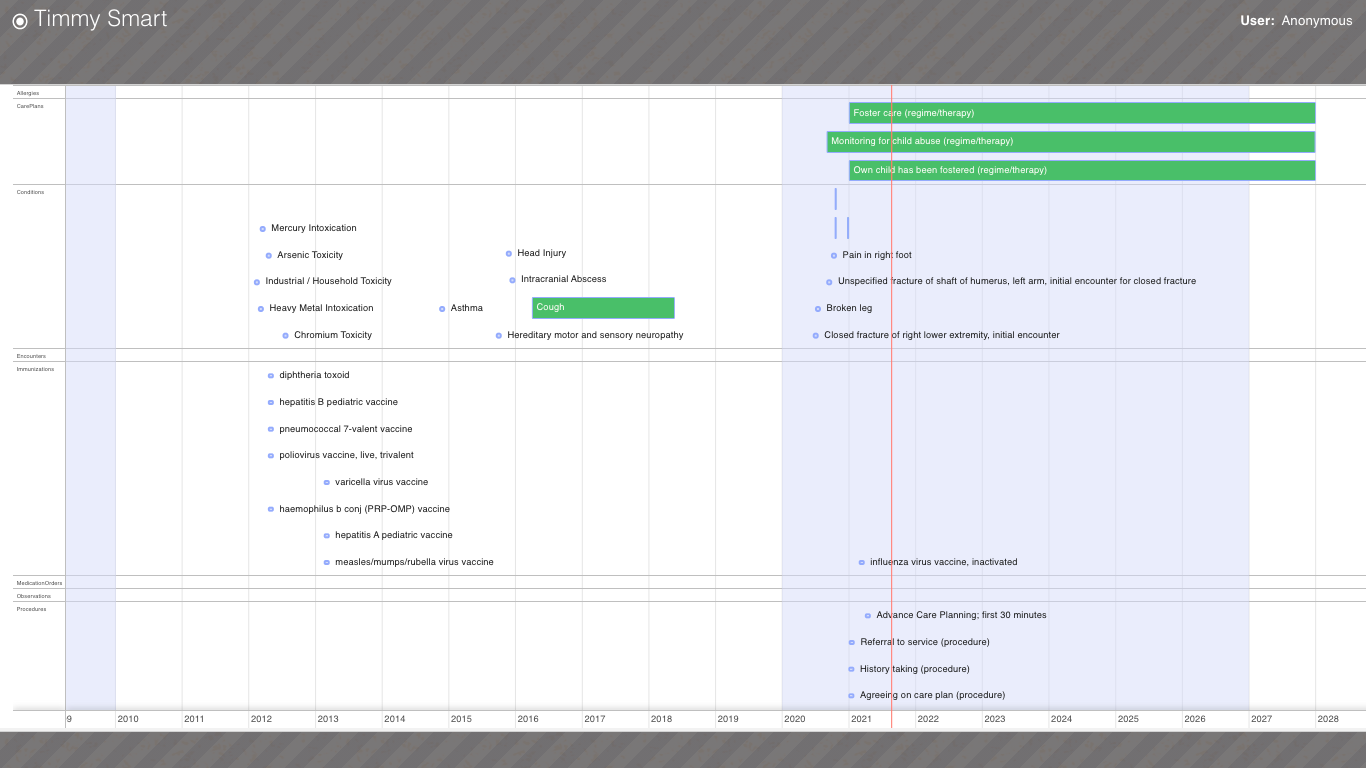 Timmy Smart
User: Anonymous
Allergies
CarePlans
Foster care (regime/therapy)
Monitoring for child abuse (regime/therapy)
Own child has been fostered (regime/therapy)
Conditions
Mercury Intoxication
Arsenic Toxicity
Head Injury
Pain in right foot
Industrial / Household Toxicity
Intracranial Abscess
Unspecified fracture of shaft of humerus, left arm, initial encounter for closed fracture
Heavy Metal Intoxication
Asthma
Cough
Broken leg
Chromium Toxicity
Hereditary motor and sensory neuropathy
Closed fracture of right lower extremity, initial encounter
Encounters
Immunizations
diphtheria toxoid
hepatitis B pediatric vaccine
pneumococcal 7-valent vaccine
poliovirus vaccine, live, trivalent
varicella virus vaccine
haemophilus b conj (PRP-OMP) vaccine
hepatitis A pediatric vaccine
measles/mumps/rubella virus vaccine
influenza virus vaccine, inactivated
MedicationOrders
Observations
Procedures
Advance Care Planning; first 30 minutes
Referral to service (procedure)
History taking (procedure)
Agreeing on care plan (procedure)
9 2010 2011 2012 2013 2014 2015 2016 2017 2018 2019 2020 2021 2022 2023 2024 2025 2026 2027 2028